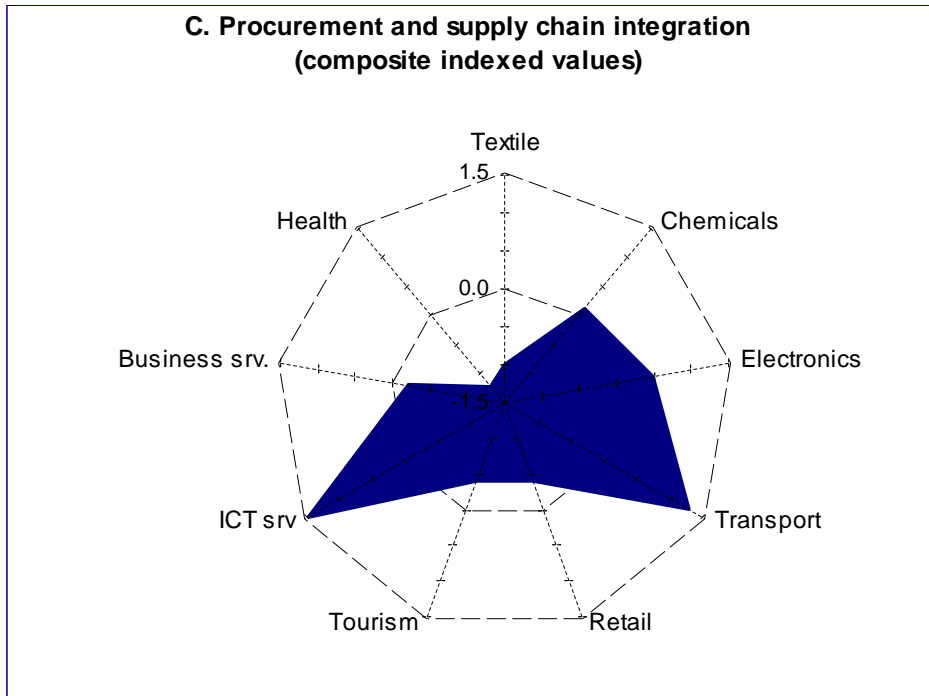 C. Procurement and supply chain integration
(composite indexed values)
Textile
1.5
Health
Chemicals
0.0
Business srv.
Electronics
-1.5
ICT srv
Transport
Tourism
Retail